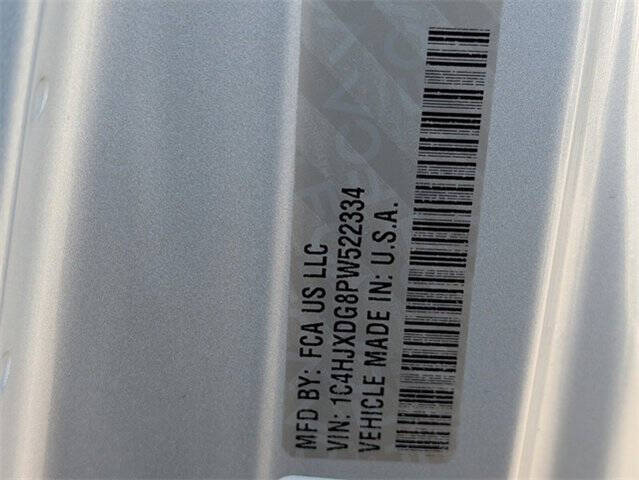 MFD BY: FCA US LLC
VIN: 1C4HJXDG8PW522334
VEHICLE MADE IN: U.S.A.